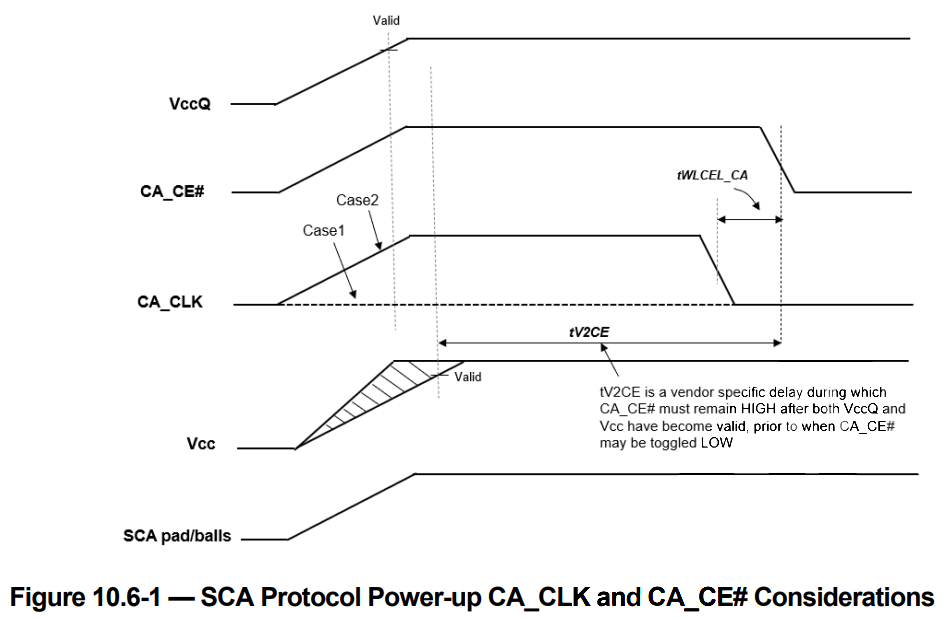 Valid
VccQ
CA_CE#
tWLCEL_CA
Case2
Case1
CA_CLK
tV2CE
Valid
tV2CE is a vendor specific delay during which
CA_CE# must remain HIGH after both VccQ and
Vcc have become valid, prior to when CA_CE#
may be toggled LOW
Vcc
SCA pad/balls
Figure 10.6-1 — SCA Protocol Power-up CA_CLK and CA_CE# Considerations